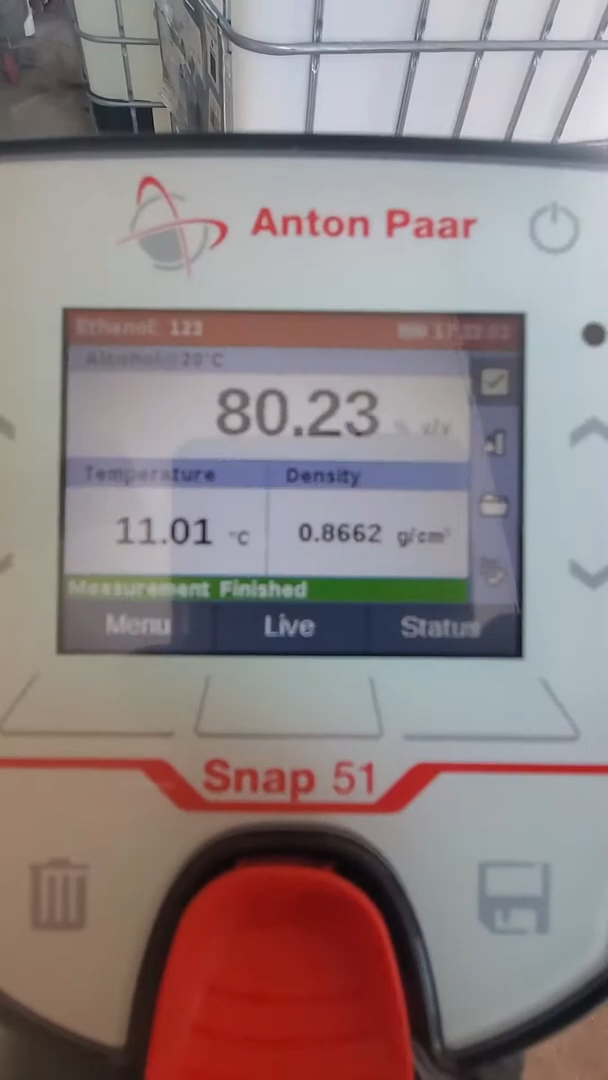 Anton Paar
Ethanol: 123
Alcohol@20°C
80.23 % v/v
Temperature Density
11.01 °C 0.8662 g/cm³
Measurement Finished
Menu Live Status
Snap 51